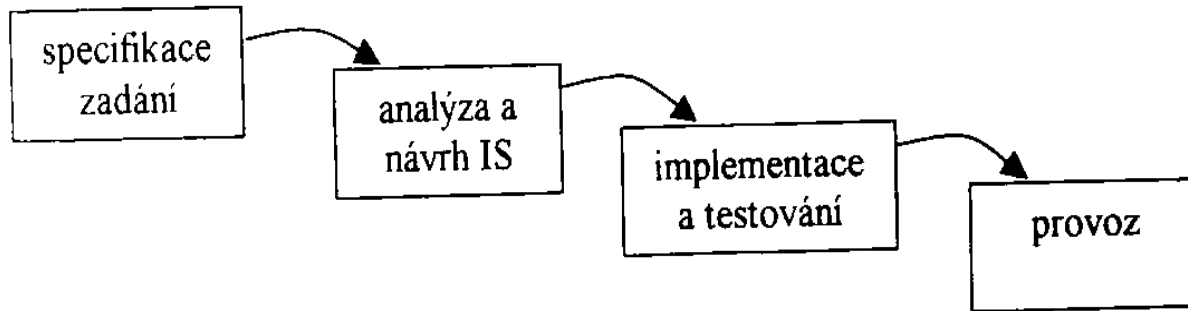 specifikace
zadání
analýza a
návrh IS
implementace
a testování
provoz